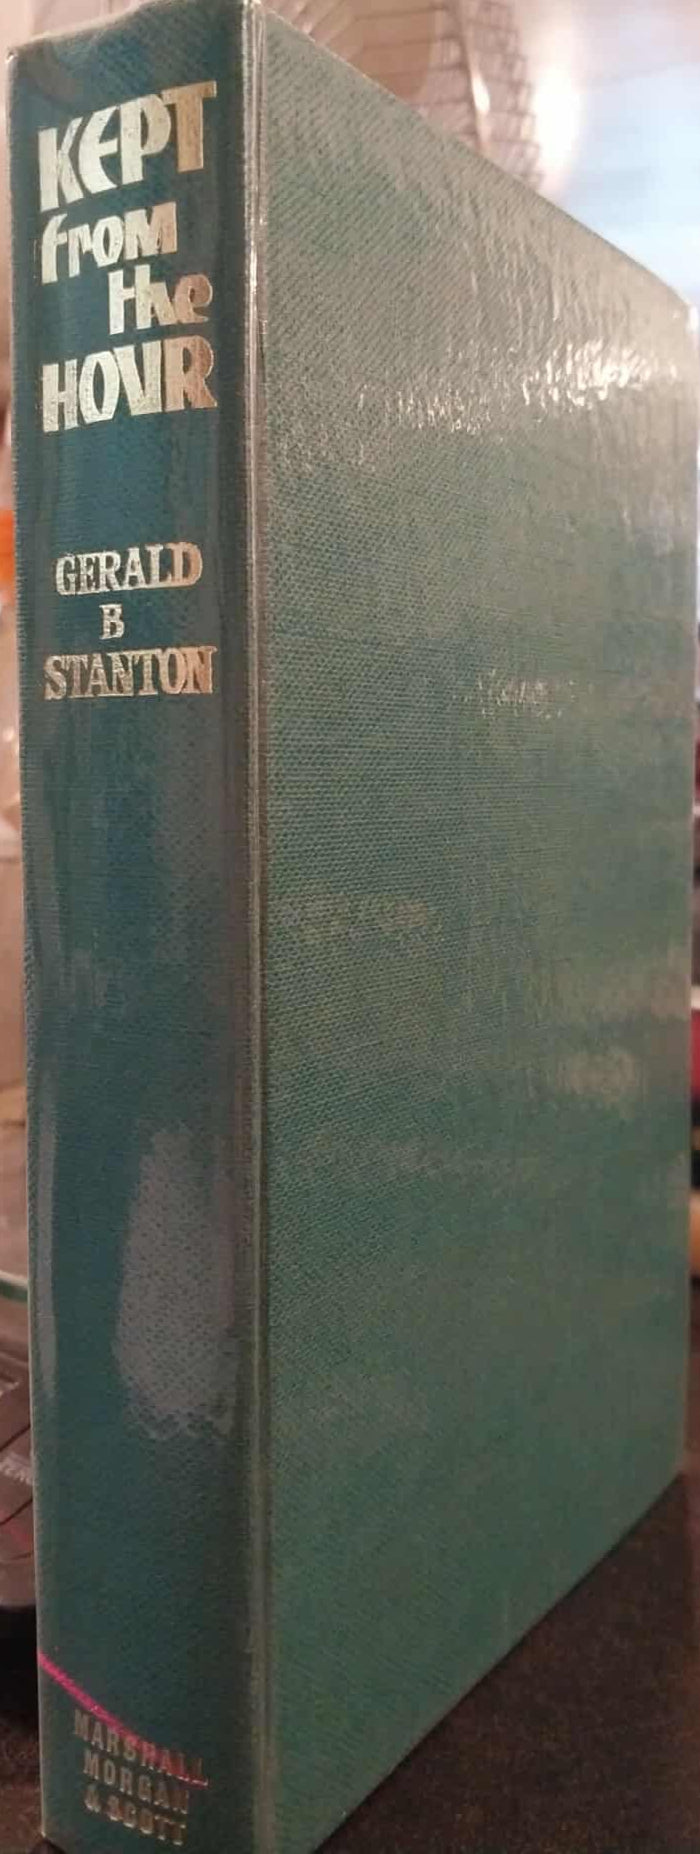 KEPT
from
the
HOUR
GERALD
B
STANTON
MARSHALL
MORGAN
& SCOTT